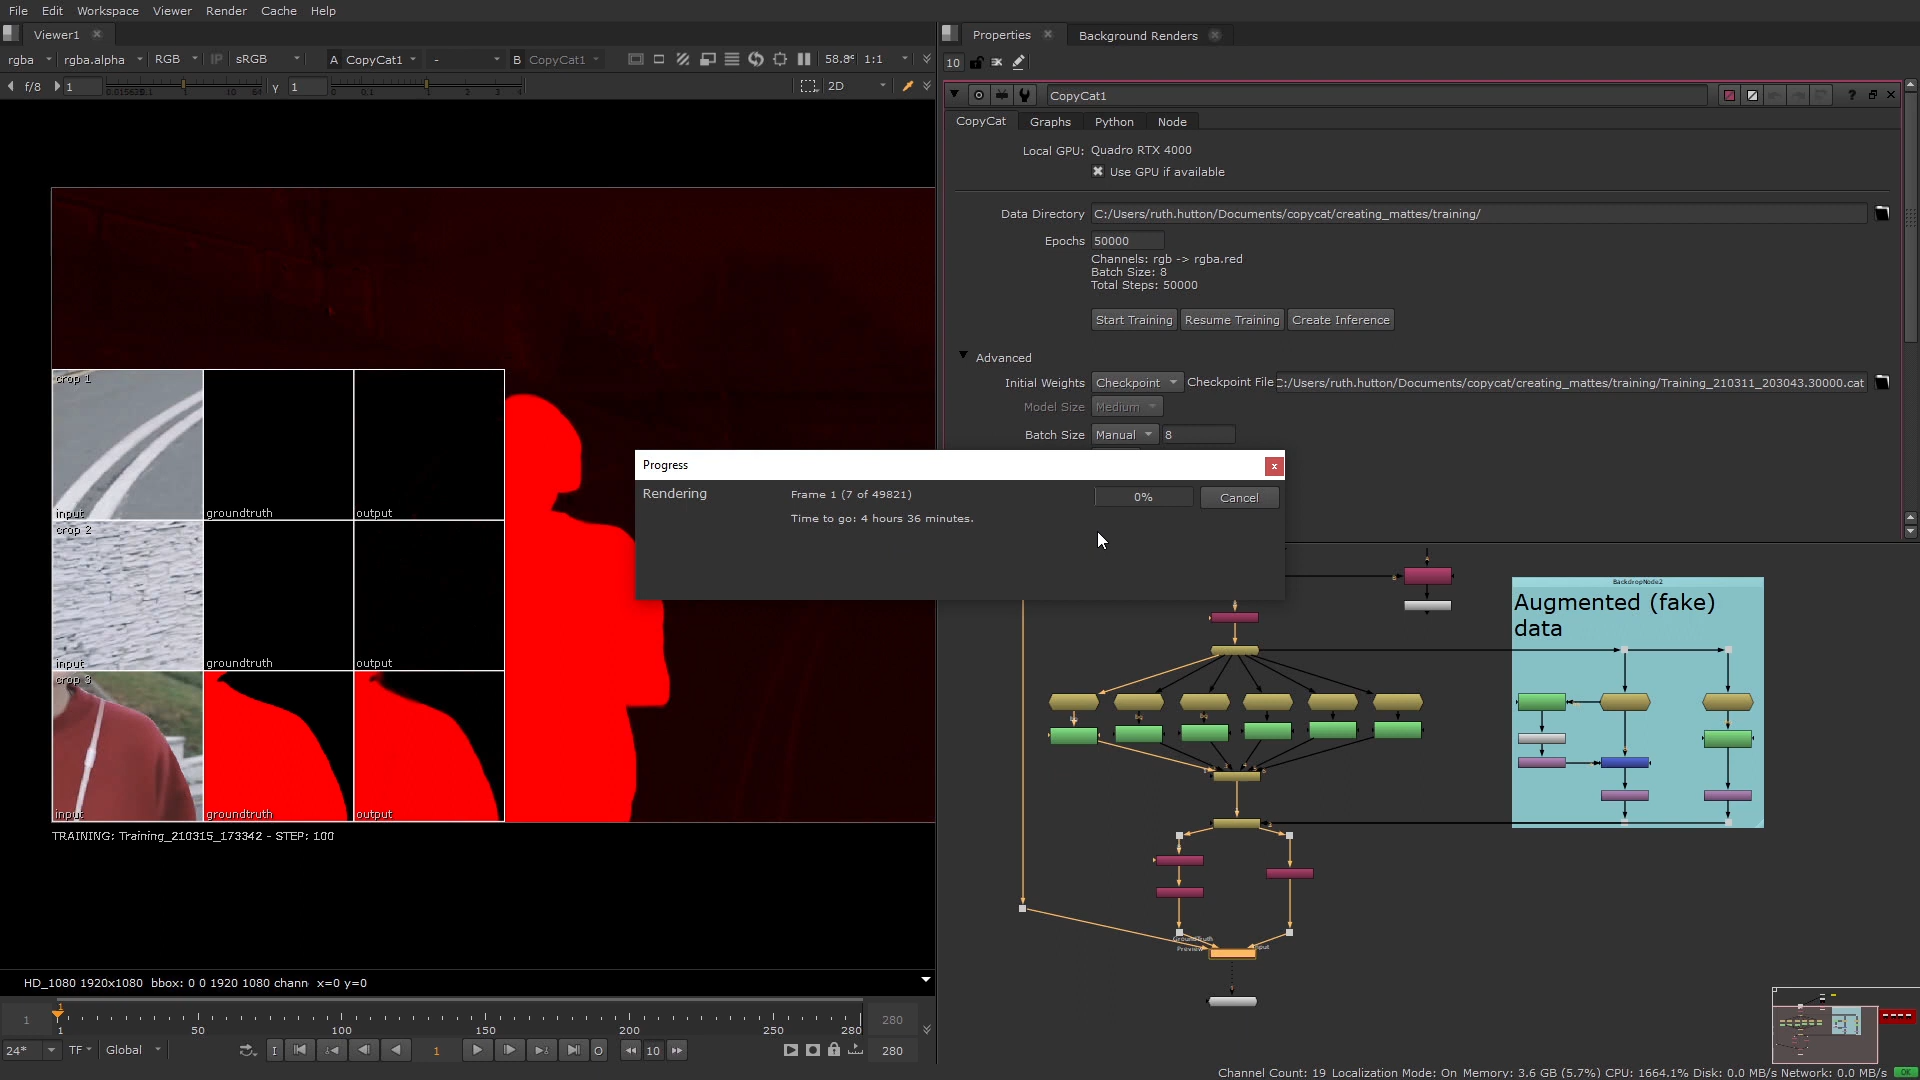 File Edit Workspace Viewer Render Cache Help
Viewer1
Properties Background Renders
rgba rgba.alpha RGB IP sRGB A CopyCat1 - B CopyCat1 58.8% 1:1
10
f/8 1 γ 1 2D
CopyCat1
CopyCat Graphs Python Node
Local GPU: Quadro RTX 4000
Use GPU if available
Data Directory C:/Users/ruth.hutton/Documents/copycat/creating_mattes/training/
Epochs 50000
Channels: rgb -> rgba.red
Batch Size: 8
Total Steps: 50000
Start Training Resume Training Create Inference
Advanced
Initial Weights Checkpoint Checkpoint File C:/Users/ruth.hutton/Documents/copycat/creating_mattes/training/Training_210311_203043.30000.cat
Model Size Medium
Batch Size Manual 8
crop 1
input groundtruth output
crop 2
input groundtruth output
crop 3
input groundtruth output
TRAINING: Training_210315_173342 - STEP: 100
Progress
Rendering Frame 1 (7 of 49821) 0% Cancel
Time to go: 4 hours 36 minutes.
BackdropNode2
Augmented (fake)
data
GroundTruth
Preview
HD_1080 1920x1080 bbox: 0 0 1920 1080 chann x=0 y=0
1
1 1 50 100 150 200 250 280 280
24* TF Global I 1 O 10 280
Channel Count: 19 Localization Mode: On Memory: 3.6 GB (5.7%) CPU: 1664.1% Disk: 0.0 MB/s Network: 0.0 MB/s OK